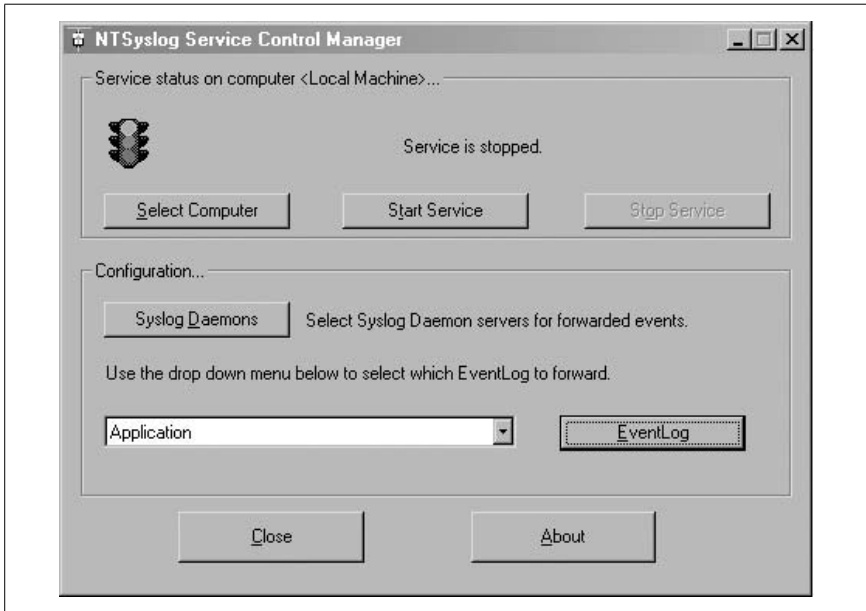 NTSyslog Service Control Manager
Service status on computer <Local Machine>...
Service is stopped.
Select Computer
Start Service
Stop Service
Configuration...
Syslog Daemons
Select Syslog Daemon servers for forwarded events.
Use the drop down menu below to select which EventLog to forward.
Application
EventLog
Close
About